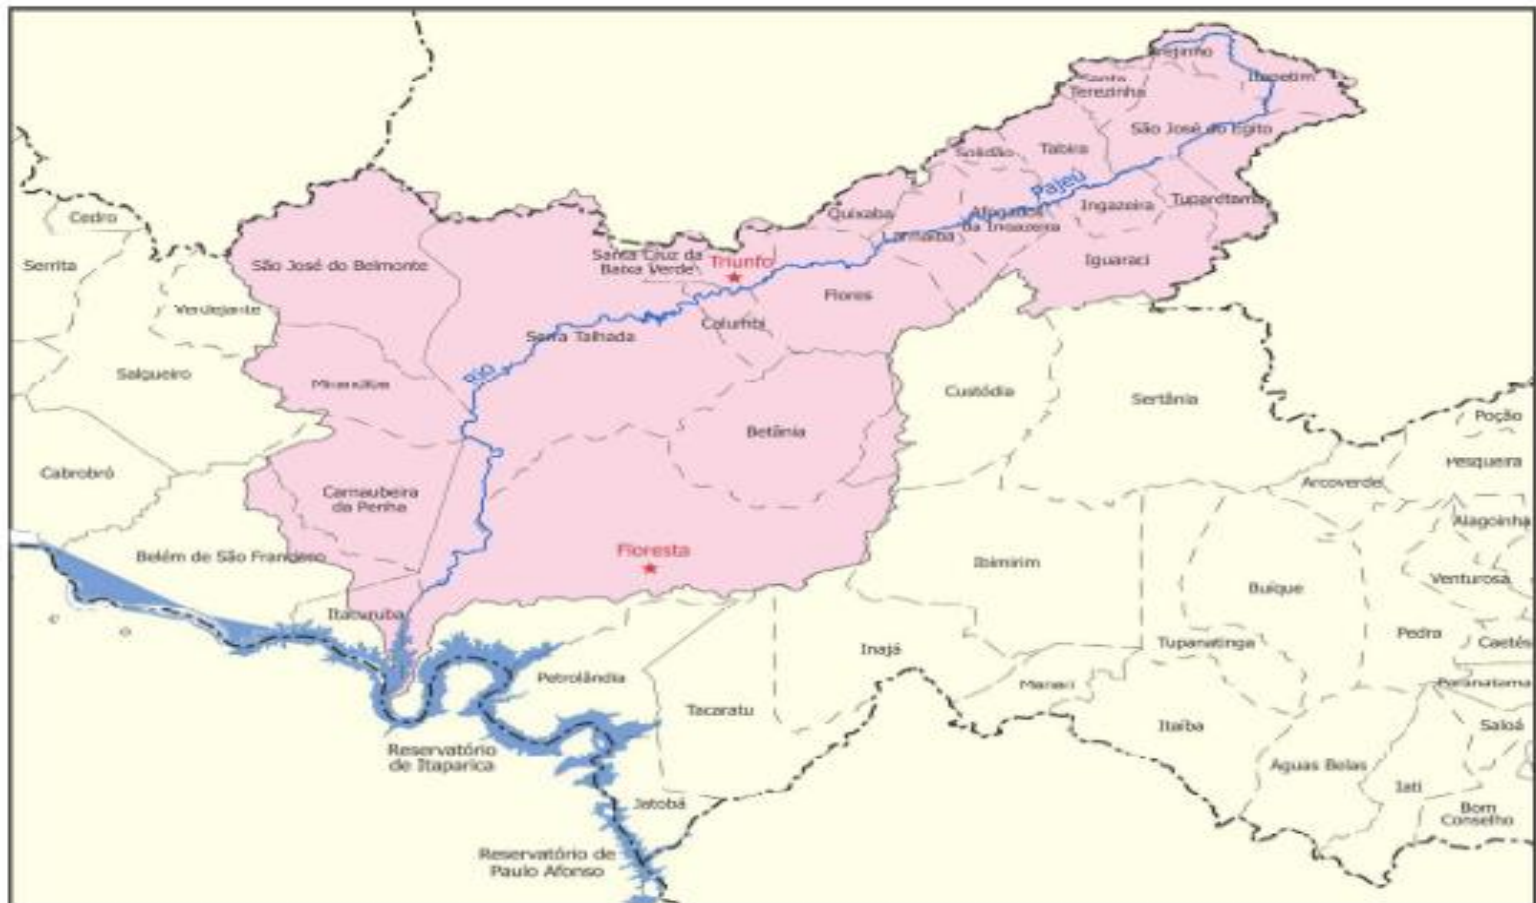 Brejinho
Itapetim
Santa
Terezinha
São José do Egito
Solidão
Tabira
Pajeú
Quixaba
Afogados
da Ingazeira
Ingazeira
Tuparetama
Carnaíba
Iguaraci
Cedro
Serrita
São José do Belmonte
Santa Cruz da
Baixa Verde
Triunfo
Flores
Verdejante
Calumbi
Serra Talhada
Salgueiro
Rio
Mirandiba
Custódia
Sertânia
Poção
Betânia
Pesqueira
Cabrobró
Arcoverde
Carnaubeira
da Penha
Alagoinha
Belém de São Francisco
Floresta
Ibimirim
Buíque
Venturosa
Itacuruba
Inajá
Tupanatinga
Pedra
Caetés
Petrolândia
Manari
Paranatama
Tacaratu
Itaíba
Saloá
Reservatório
de Itaparica
Águas Belas
Iati
Jatobá
Bom
Conselho
Reservatório de
Paulo Afonso